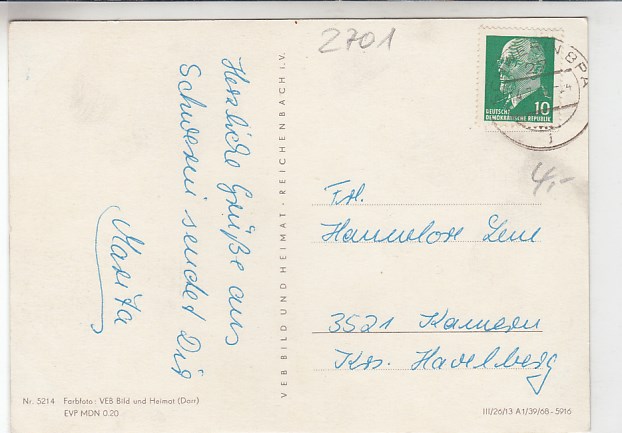 2701
Herzliche Grüße aus
Schwerin sendet Dir
Marita
VEB BILD UND HEIMAT · REICHENBACH i. V.
10
DEUTSCHE
DEMOKRATISCHE REPUBLIK
BPA
j
4,-
Frl.
Hannelore
3521 Kamern
Krs. Havelberg
Nr. 5214 Farbfoto: VEB Bild und Heimat (Darr)
EVP MDN 0.20
III/26/13 A 1/39/68 - 5916